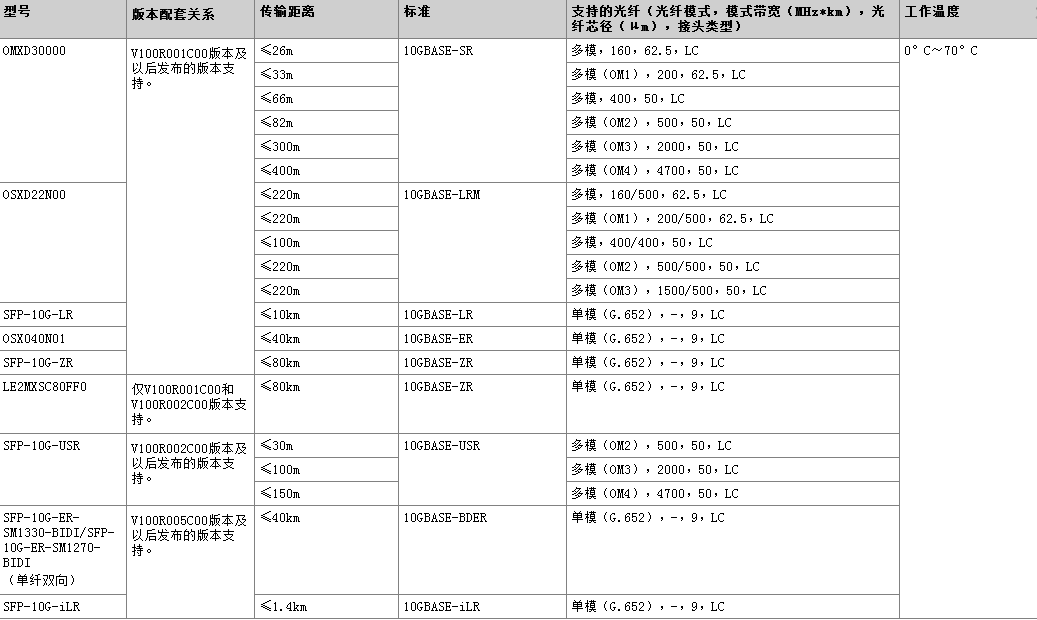 型号 版本配套关系 传输距离 标准 支持的光纤（光纤模式，模式带宽（MHz*km），光纤芯径（μm），接头类型） 工作温度
OMXD30000 V100R001C00版本及以后发布的版本支持。 ≤26m 10GBASE-SR 多模，160，62.5，LC 0°C～70°C
≤33m 多模（OM1），200，62.5，LC
≤66m 多模，400，50，LC
≤82m 多模（OM2），500，50，LC
≤300m 多模（OM3），2000，50，LC
≤400m 多模（OM4），4700，50，LC
OSXD22N00 ≤220m 10GBASE-LRM 多模，160/500，62.5，LC
≤220m 多模（OM1），200/500，62.5，LC
≤100m 多模，400/400，50，LC
≤220m 多模（OM2），500/500，50，LC
≤220m 多模（OM3），1500/500，50，LC
SFP-10G-LR ≤10km 10GBASE-LR 单模（G.652），-，9，LC
OSX040N01 ≤40km 10GBASE-ER 单模（G.652），-，9，LC
SFP-10G-ZR ≤80km 10GBASE-ZR 单模（G.652），-，9，LC
LE2MXSC80FF0 仅V100R001C00和V100R002C00版本支持。 ≤80km 10GBASE-ZR 单模（G.652），-，9，LC
SFP-10G-USR V100R002C00版本及以后发布的版本支持。 ≤30m 10GBASE-USR 多模（OM2），500，50，LC
≤100m 多模（OM3），2000，50，LC
≤150m 多模（OM4），4700，50，LC
SFP-10G-ER-SM1330-BIDI/SFP-10G-ER-SM1270-BIDI（单纤双向） V100R005C00版本及以后发布的版本支持。 ≤40km 10GBASE-BDER 单模（G.652），-，9，LC
SFP-10G-iLR ≤1.4km 10GBASE-iLR 单模（G.652），-，9，LC